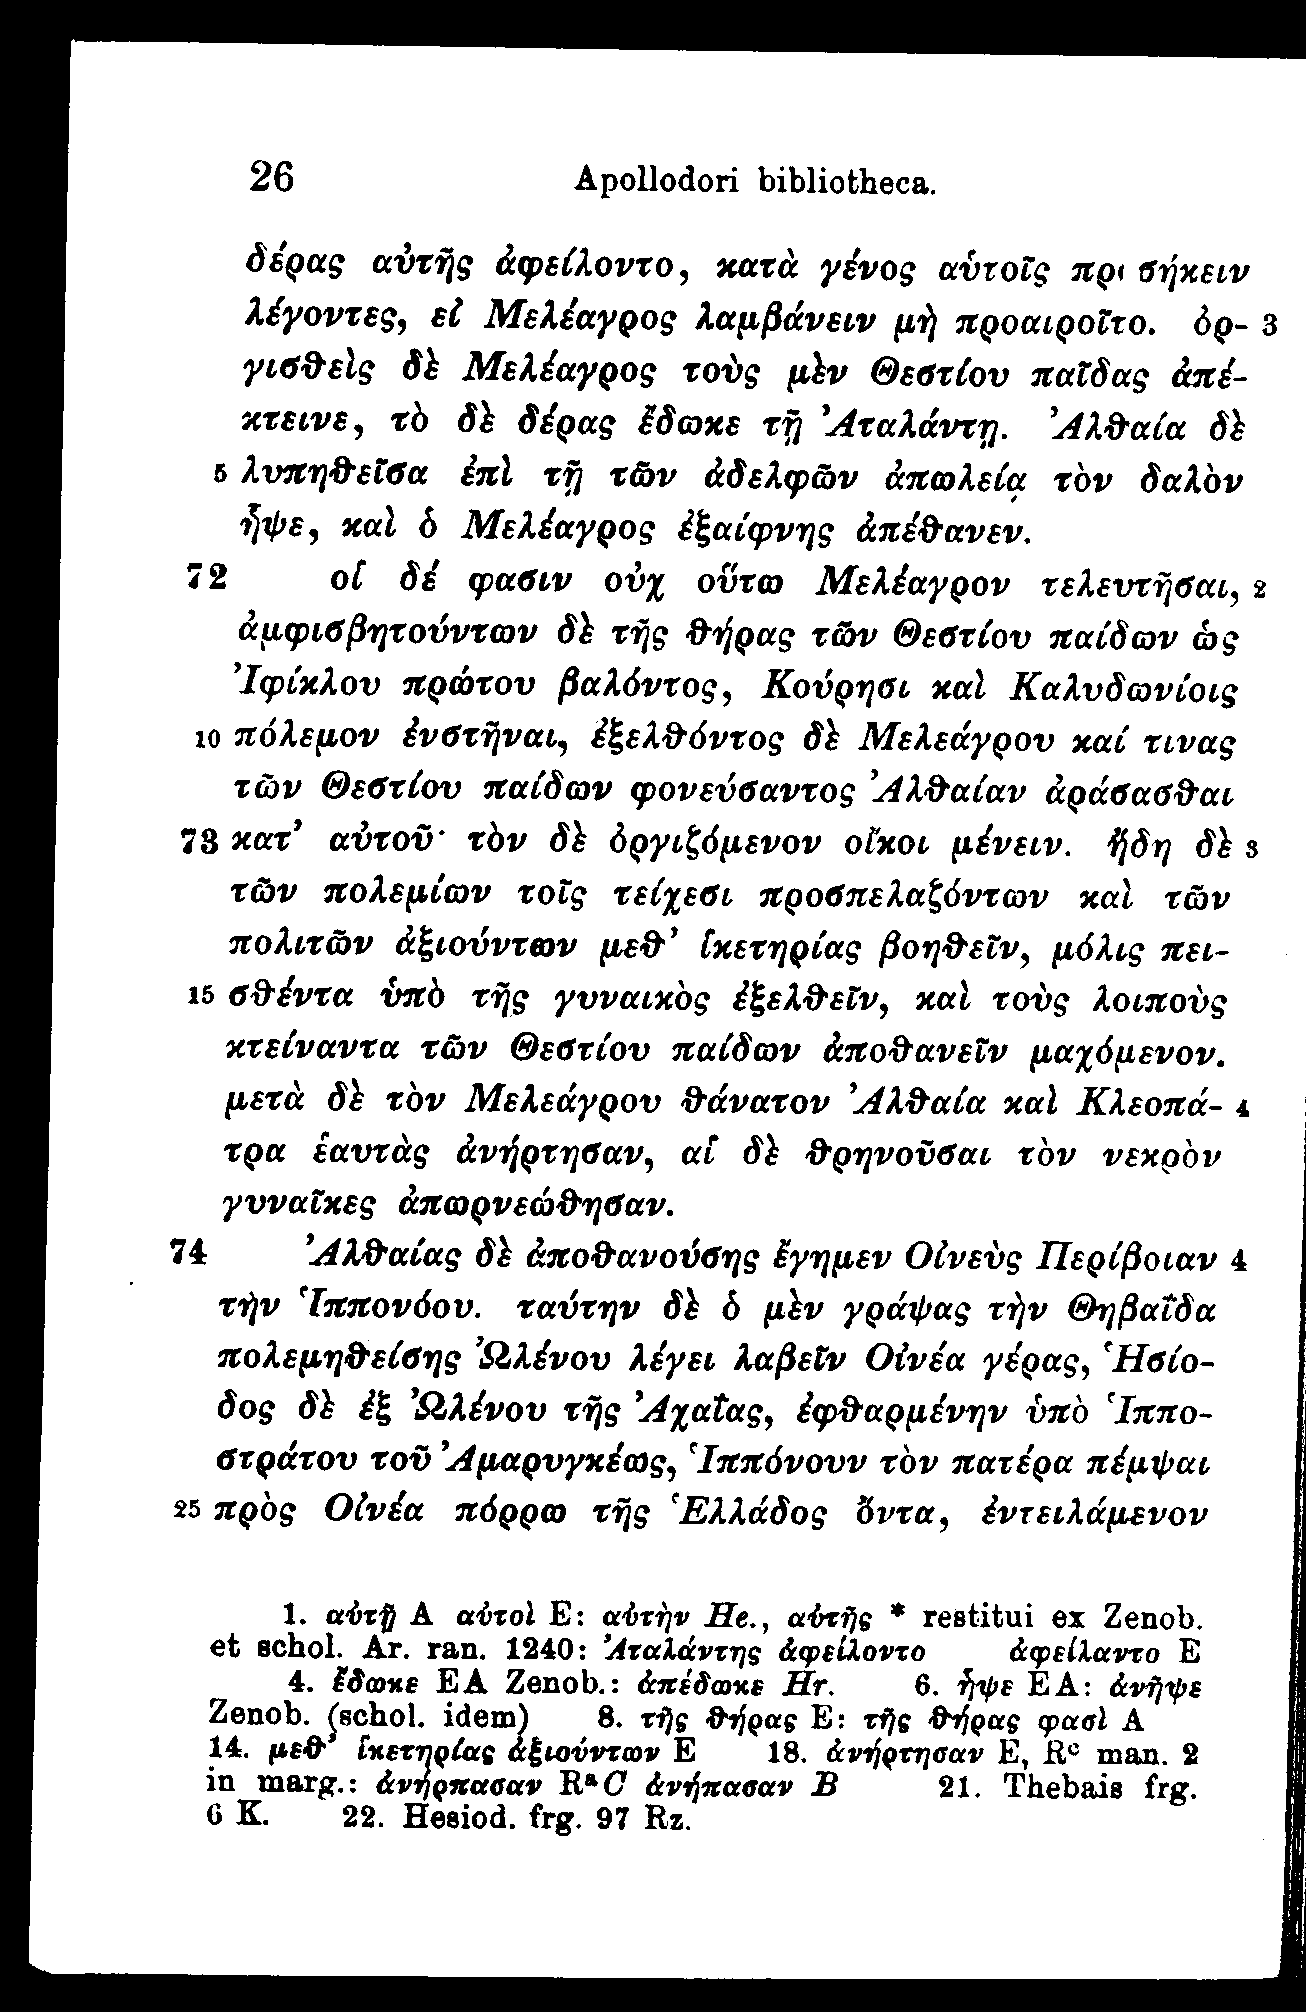 26 Apollodori bibliotheca.
δέρας αὐτῆς ἀφείλοντο, κατὰ γένος αὑτοῖς προσήκειν
λέγοντες, εἰ Μελέαγρος λαμβάνειν μὴ προαιροῖτο. ὀρ- 3
γισθεὶς δὲ Μελέαγρος τοὺς μὲν Θεστίου παῖδας ἀπέ-
κτεινε, τὸ δὲ δέρας ἔδωκε τῇ Ἀταλάντῃ. Ἀλθαία δὲ
5 λυπηθεῖσα ἐπὶ τῇ τῶν ἀδελφῶν ἀπωλείᾳ τὸν δαλὸν
ἧψε, καὶ ὁ Μελέαγρος ἐξαίφνης ἀπέθανεν.
72 οἱ δέ φασιν οὐχ οὕτω Μελέαγρον τελευτῆσαι, 2
ἀμφισβητούντων δὲ τῆς θήρας τῶν Θεστίου παίδων ὡς
Ἰφίκλου πρώτου βαλόντος, Κούρησι καὶ Καλυδωνίοις
10 πόλεμον ἐνστῆναι, ἐξελθόντος δὲ Μελεάγρου καί τινας
τῶν Θεστίου παίδων φονεύσαντος Ἀλθαίαν ἀράσασθαι
73 κατ’ αὐτοῦ· τὸν δὲ ὀργιζόμενον οἴκοι μένειν. ἤδη δὲ 3
τῶν πολεμίων τοῖς τείχεσι προσπελαζόντων καὶ τῶν
πολιτῶν ἀξιούντων μεθ’ ἱκετηρίας βοηθεῖν, μόλις πει-
15 σθέντα ὑπὸ τῆς γυναικὸς ἐξελθεῖν, καὶ τοὺς λοιποὺς
κτείναντα τῶν Θεστίου παίδων ἀποθανεῖν μαχόμενον.
μετὰ δὲ τὸν Μελεάγρου θάνατον Ἀλθαία καὶ Κλεοπά- 4
τρα ἑαυτὰς ἀνήρτησαν, αἱ δὲ θρηνοῦσαι τὸν νεκρὸν
γυναῖκες ἀπωρνεώθησαν.
74 Ἀλθαίας δὲ ἀποθανούσης ἔγημεν Οἰνεὺς Περίβοιαν 4
τὴν Ἱππονόου. ταύτην δὲ ὁ μὲν γράψας τὴν Θηβαΐδα
πολεμηθείσης Ὠλένου λέγει λαβεῖν Οἰνέα γέρας, Ἡσίο-
δος δὲ ἐξ Ὠλένου τῆς Ἀχαΐας, ἐφθαρμένην ὑπὸ Ἱππο-
στράτου τοῦ Ἀμαρυγκέως, Ἱππόνουν τὸν πατέρα πέμψαι
25 πρὸς Οἰνέα πόρρω τῆς Ἑλλάδος ὄντα, ἐντειλάμενον
1. αὐτῇ A αὐτοὶ E: αὐτὴν He., αὐτῆς * restitui ex Zenob.
et schol. Ar. ran. 1240: Ἀταλάντης ἀφείλοντο ἀφείλαντο E
4. ἔδωκε EA Zenob.: ἀπέδωκε Hr. 6. ἧψε EA: ἀνῆψε
Zenob. (schol. idem) 8. τῆς θήρας E: τῆς θήρας φασὶ A
14. μεθ’ ἱκετηρίας ἀξιούντων E 18. ἀνήρτησαν E, Rᶜ man. 2
in marg.: ἀνήρπασαν RᵃC ἀνήπασαν B 21. Thebais frg.
6 K. 22. Hesiod. frg. 97 Rz.